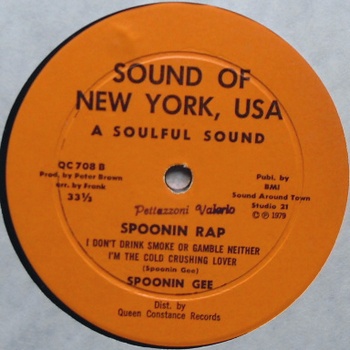 SOUND OF
NEW YORK, USA
A SOULFUL SOUND
QC 708 B
Prod. by Peter Brown
arr. by Frank
33⅓
Publ. by
BMI
Sound Around Town
Studio 21
© ℗ 1979
Pettazzoni Valerio
SPOONIN RAP
I DON'T DRINK SMOKE OR GAMBLE NEITHER
I'M THE COLD CRUSHING LOVER
(Spoonin Gee)
SPOONIN GEE
Dist. by
Queen Constance Records